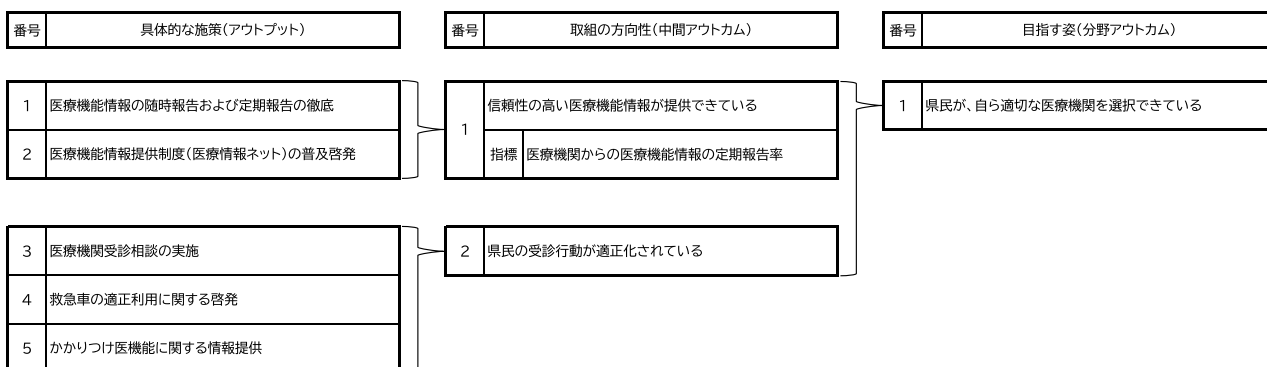 番号 具体的な施策(アウトプット) 番号 取組の方向性(中間アウトカム) 番号 目指す姿(分野アウトカム)
1 医療機能情報の随時報告および定期報告の徹底
2 医療機能情報提供制度(医療情報ネット)の普及啓発
1 信頼性の高い医療機能情報が提供できている
指標 医療機関からの医療機能情報の定期報告率
1 県民が、自ら適切な医療機関を選択できている
3 医療機関受診相談の実施
4 救急車の適正利用に関する啓発
5 かかりつけ医機能に関する情報提供
2 県民の受診行動が適正化されている